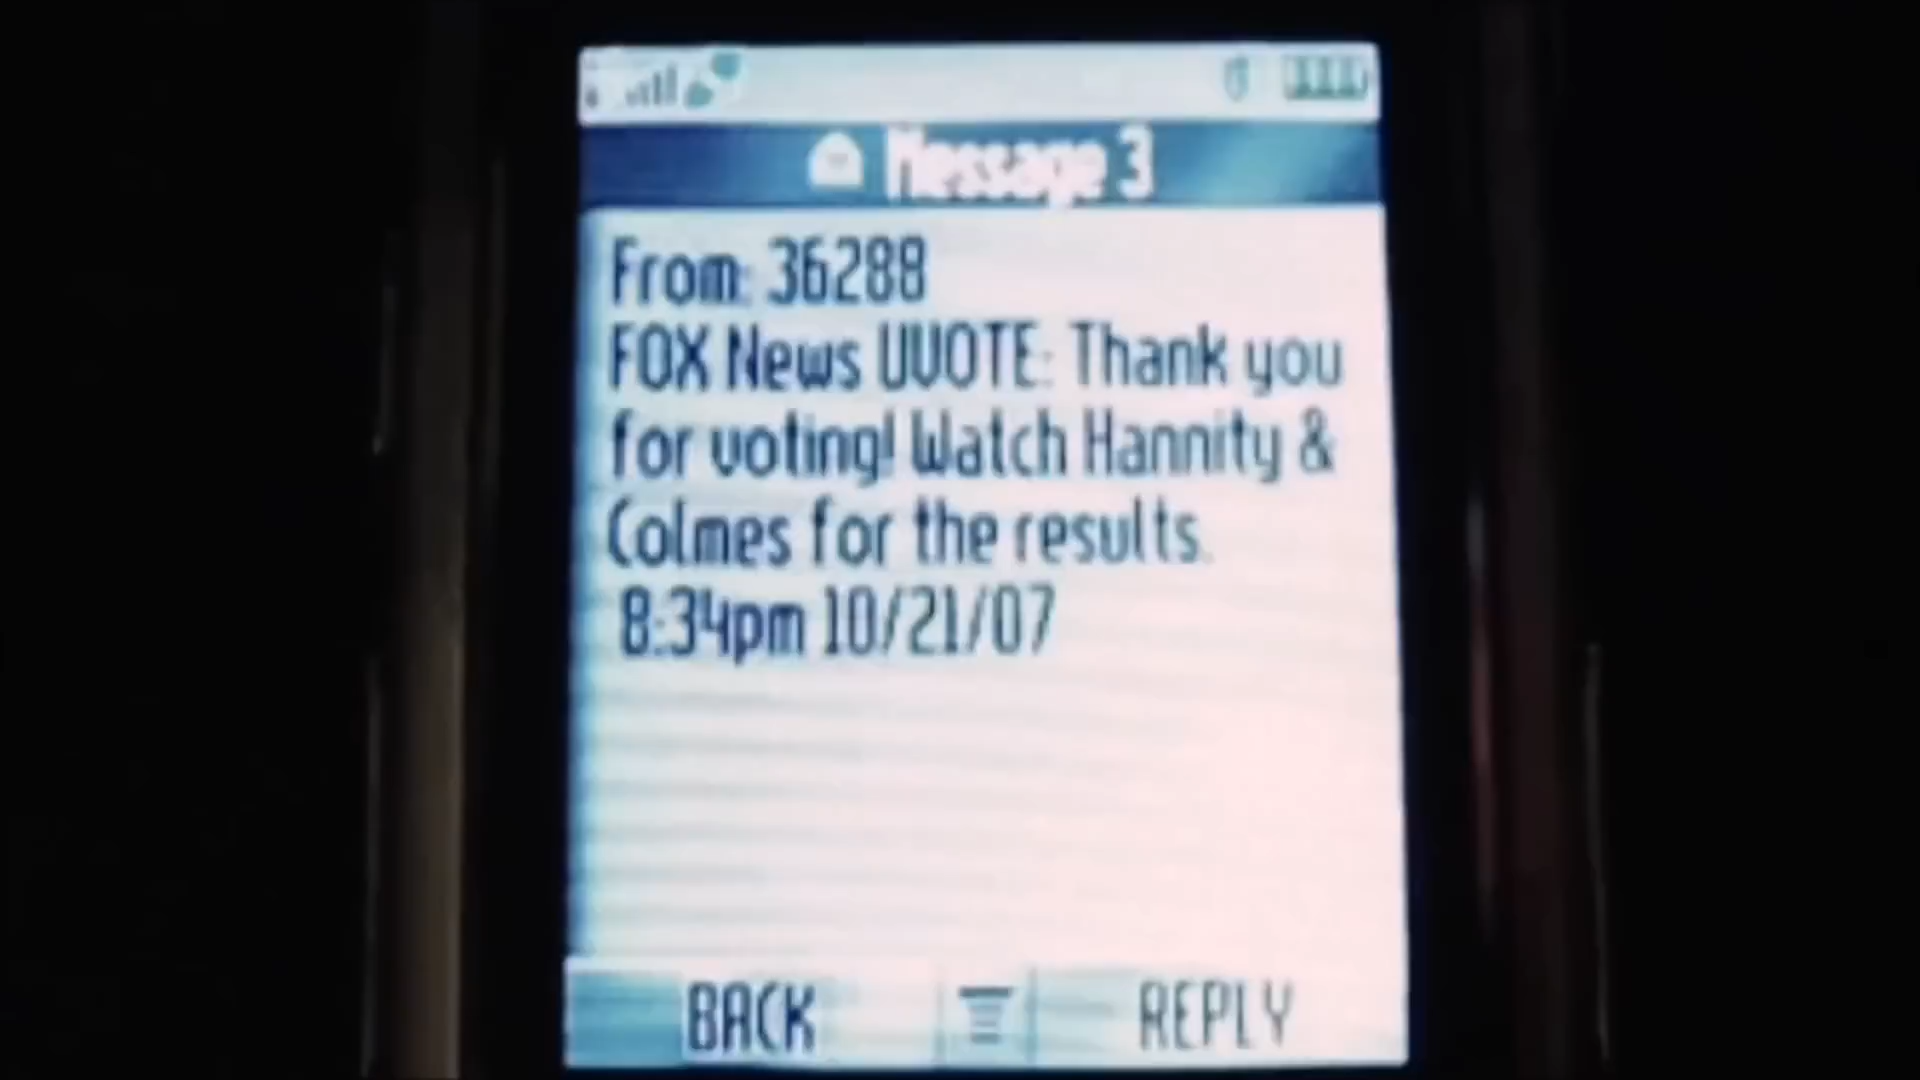 Message 3
From: 36288
FOX News UVOTE: Thank you
for voting! Watch Hannity &
Colmes for the results.
8:34pm 10/21/07
BACK
REPLY